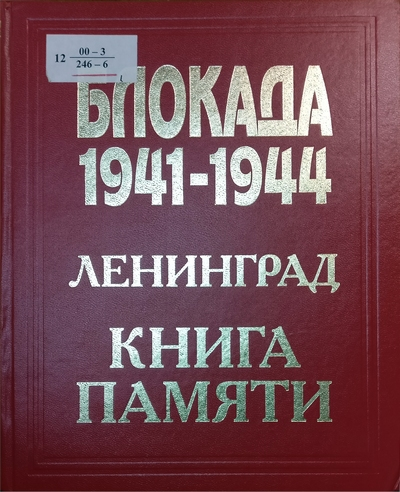 12 00 – 3
246 – 6
БЛОКАДА
1941-1944
ЛЕНИНГРАД
КНИГА
ПАМЯТИ